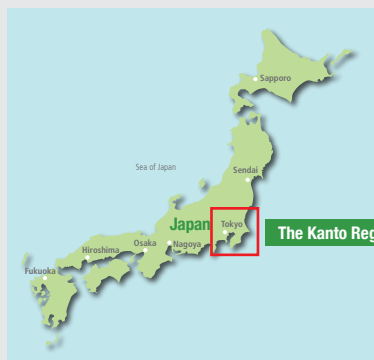 Sapporo
Sea of Japan
Sendai
Japan
Tokyo
The Kanto Reg
Hiroshima
Osaka
Nagoya
Fukuoka